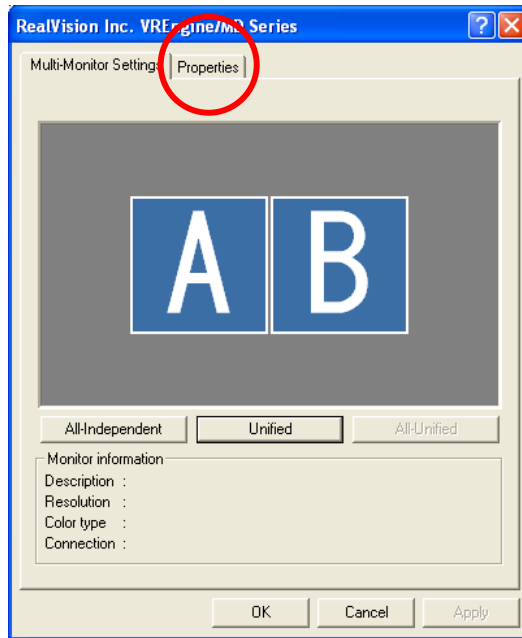 RealVision Inc. VREngine/MD Series
Multi-Monitor Settings Properties
A B
All-Independent Unified All-Unified
Monitor information
Description :
Resolution :
Color type :
Connection :
OK Cancel Apply